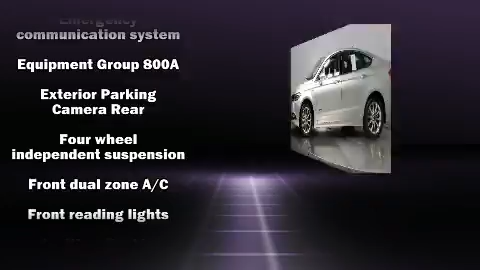 Emergency
communication system
Equipment Group 800A
Exterior Parking
Camera Rear
Four wheel
independent suspension
Front dual zone A/C
Front reading lights